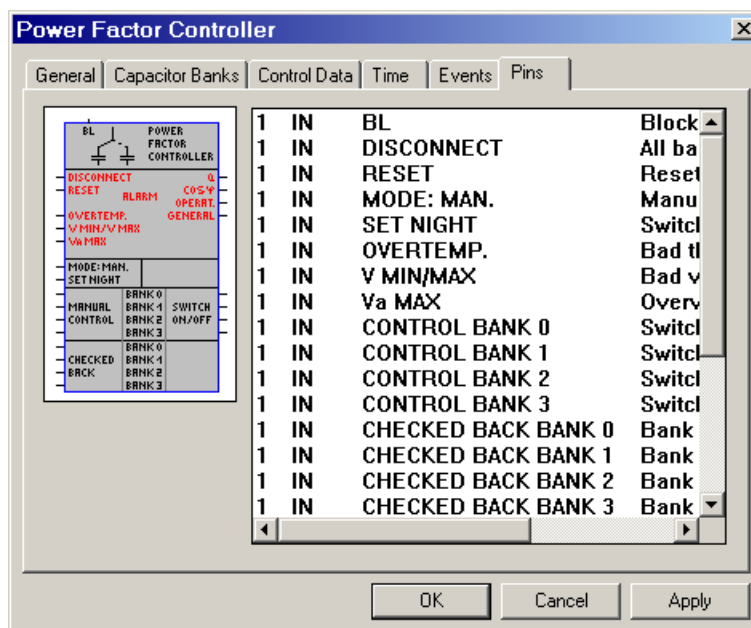 Power Factor Controller
General Capacitor Banks Control Data Time Events Pins
BL POWER
FACTOR
CONTROLLER
DISCONNECT Q
RESET COSΨ
ALARM OPERAT.
OVERTEMP. GENERAL
V MIN/V MAX
Va MAX
MODE: MAN.
SET NIGHT
BANK 0
MANUAL BANK 1 SWITCH
CONTROL BANK 2 ON/OFF
BANK 3
BANK 0
CHECKED BANK 1
BACK BANK 2
BANK 3
1 IN BL Block
1 IN DISCONNECT All ba
1 IN RESET Reset
1 IN MODE: MAN. Manu
1 IN SET NIGHT Switcl
1 IN OVERTEMP. Bad tl
1 IN V MIN/MAX Bad v
1 IN Va MAX Overv
1 IN CONTROL BANK 0 Switcl
1 IN CONTROL BANK 1 Switcl
1 IN CONTROL BANK 2 Switcl
1 IN CONTROL BANK 3 Switcl
1 IN CHECKED BACK BANK 0 Bank
1 IN CHECKED BACK BANK 1 Bank
1 IN CHECKED BACK BANK 2 Bank
1 IN CHECKED BACK BANK 3 Bank
OK Cancel Apply